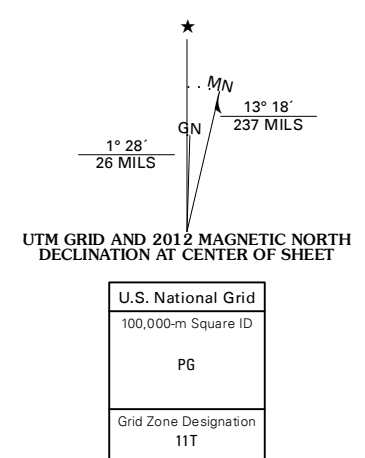 ★
MN
13° 18´
237 MILS
GN
1° 28´
26 MILS
UTM GRID AND 2012 MAGNETIC NORTH
DECLINATION AT CENTER OF SHEET
U.S. National Grid
100,000-m Square ID
PG
Grid Zone Designation
11T